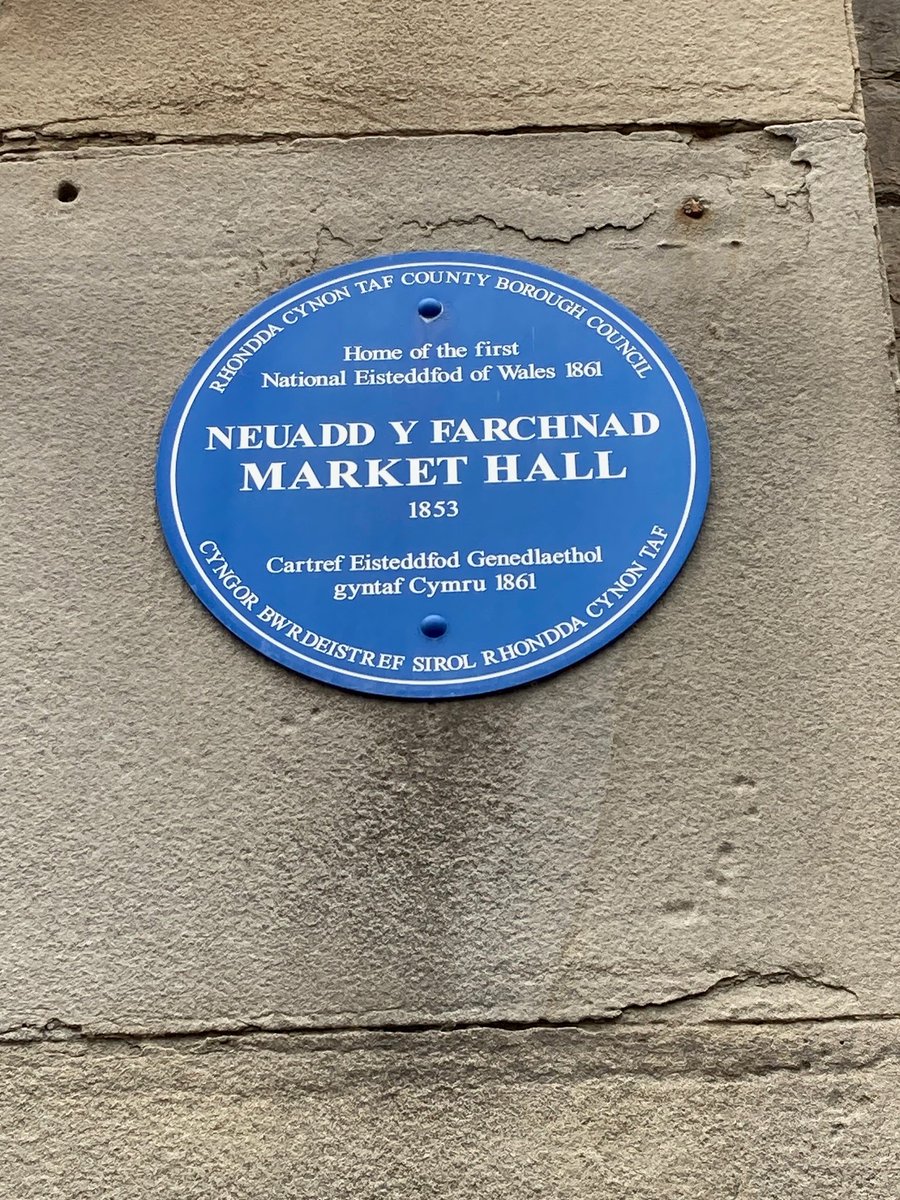 RHONDDA CYNON TAF COUNTY BOROUGH COUNCIL
Home of the first
National Eisteddfod of Wales 1861
NEUADD Y FARCHNAD
MARKET HALL
1853
Cartref Eisteddfod Genedlaethol
gyntaf Cymru 1861
CYNGOR BWRDEISTREF SIROL RHONDDA CYNON TAF